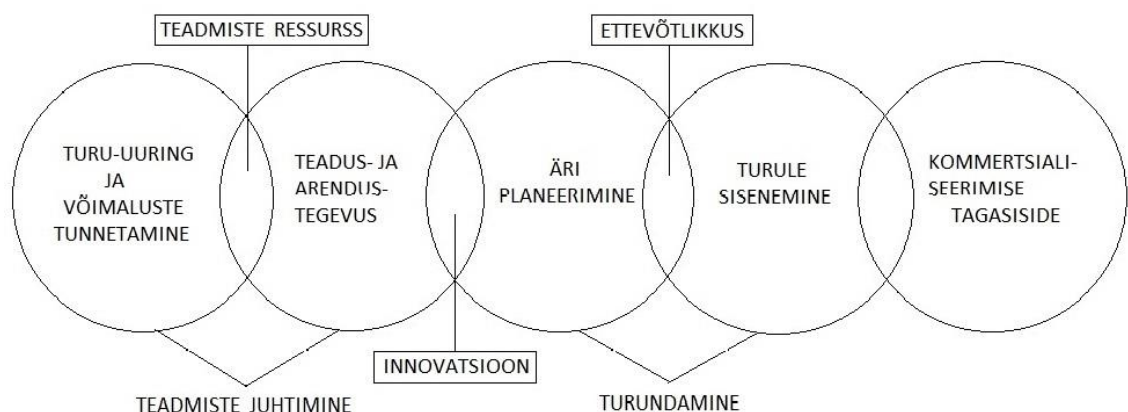 TEADMISTE RESSURSS
ETTEVÕTLIKKUS
TURU-UURING
JA
VÕIMALUSTE
TUNNETAMINE
TEADUS- JA
ARENDUS-
TEGEVUS
ÄRI
PLANEERIMINE
TURULE
SISENEMINE
KOMMERTSIALI-
SEERIMISE
TAGASISIDE
INNOVATSIOON
TEADMISTE JUHTIMINE
TURUNDAMINE